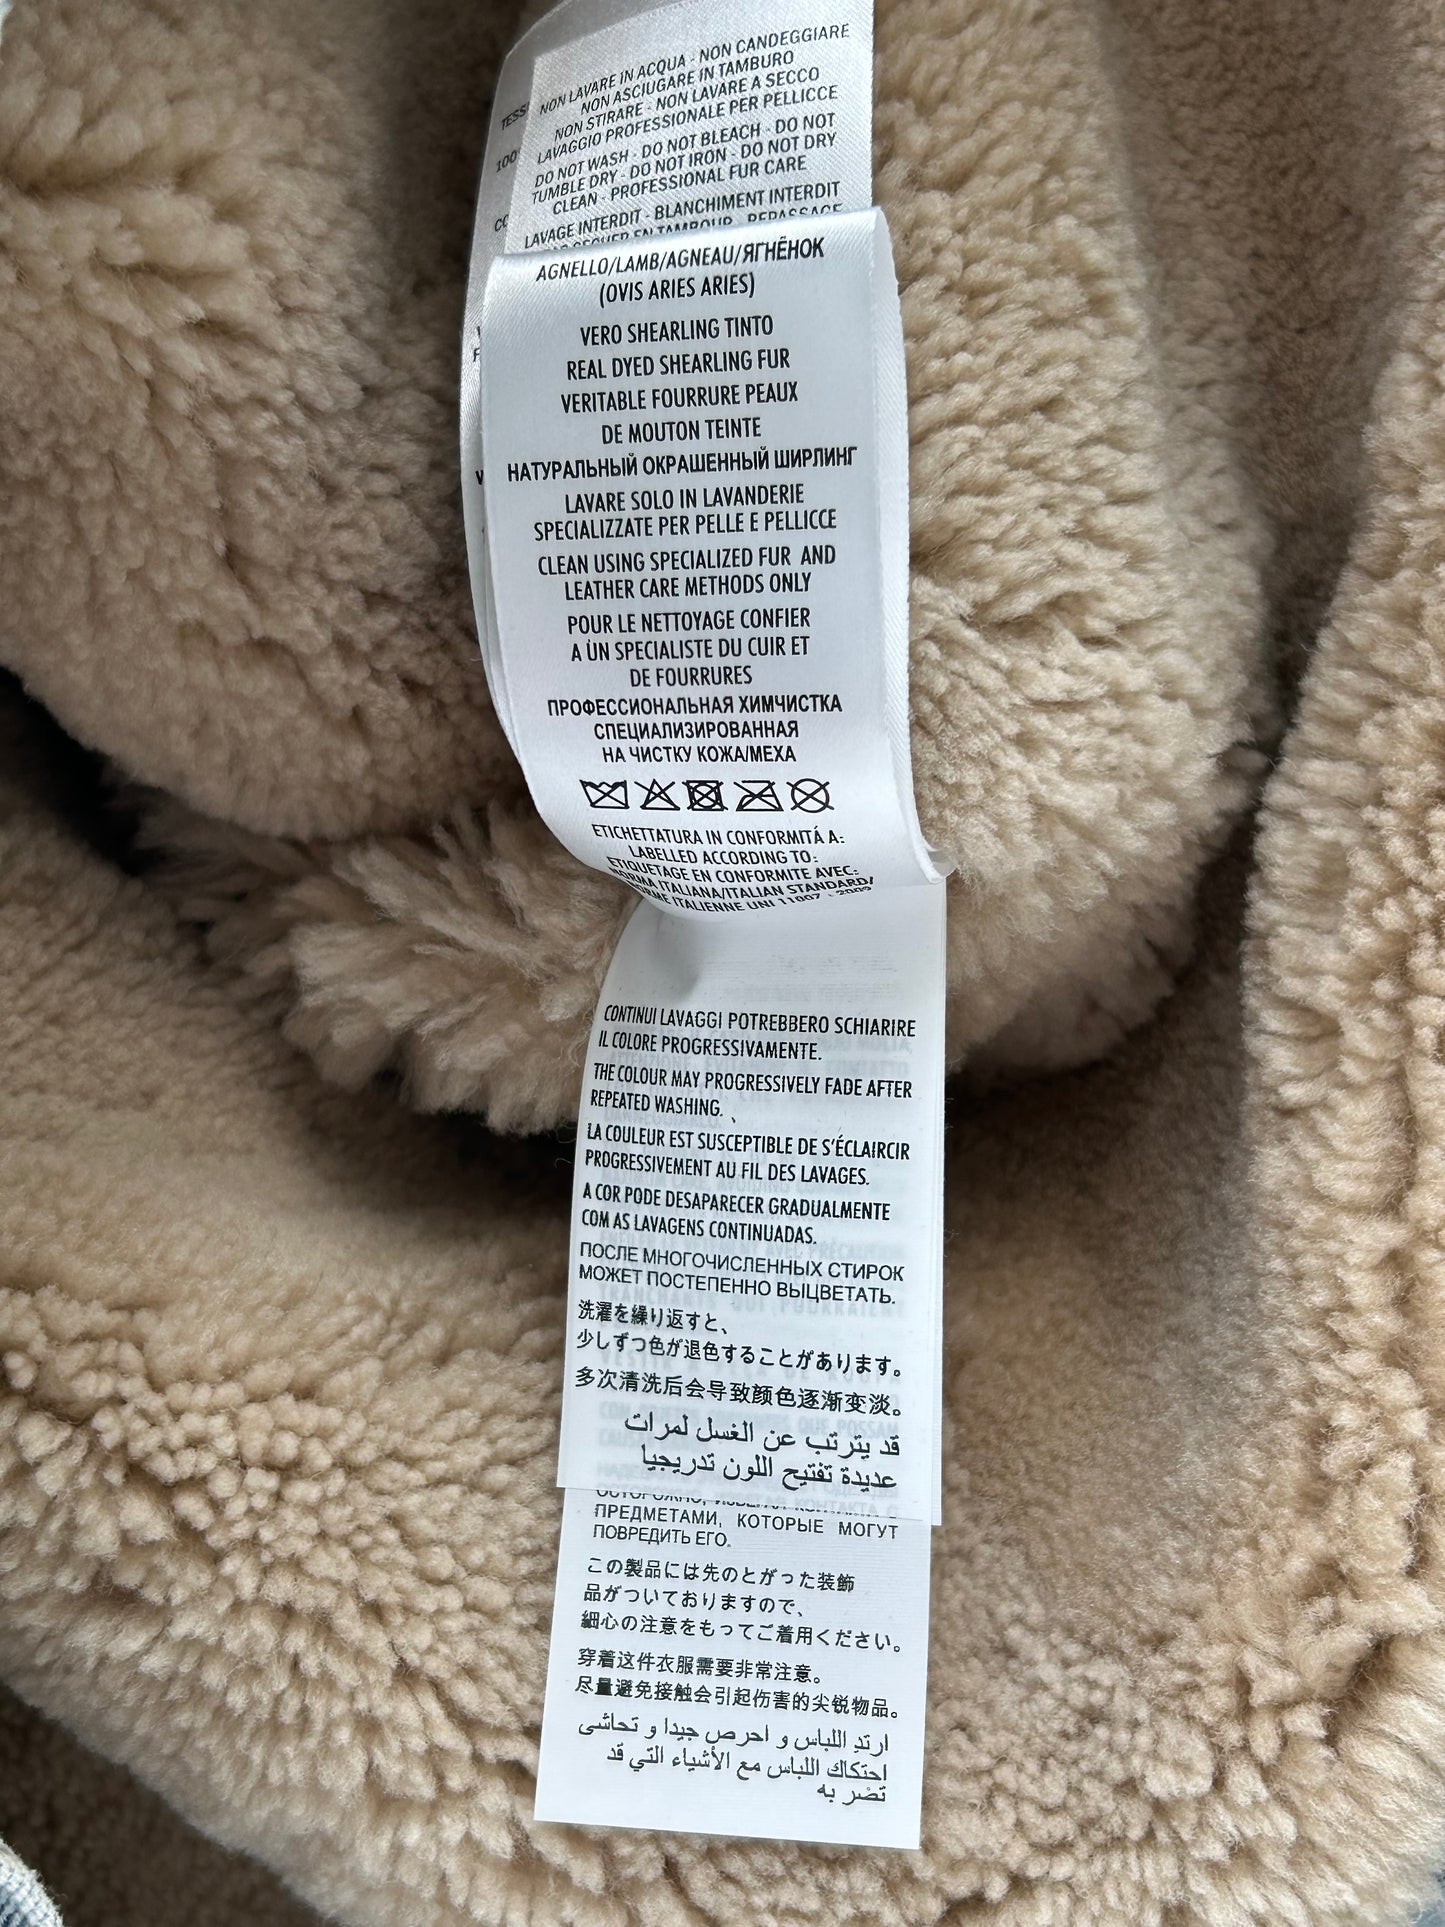 TESS
100
CO
NON LAVARE IN ACQUA - NON CANDEGGIARE
NON ASCIUGARE IN TAMBURO
NON STIRARE - NON LAVARE A SECCO
LAVAGGIO PROFESSIONALE PER PELLICCE
DO NOT WASH - DO NOT BLEACH - DO NOT
TUMBLE DRY - DO NOT IRON - DO NOT DRY
CLEAN - PROFESSIONAL FUR CARE
LAVAGE INTERDIT - BLANCHIMENT INTERDIT
SECHER EN TAMBOUR - REPASSAGE
AGNELLO/LAMB/AGNEAU/ЯГНЁНОК
(OVIS ARIES ARIES)
VERO SHEARLING TINTO
REAL DYED SHEARLING FUR
VERITABLE FOURRURE PEAUX
DE MOUTON TEINTE
НАТУРАЛЬНЫЙ ОКРАШЕННЫЙ ШИРЛИНГ
LAVARE SOLO IN LAVANDERIE
SPECIALIZZATE PER PELLE E PELLICCE
CLEAN USING SPECIALIZED FUR AND
LEATHER CARE METHODS ONLY
POUR LE NETTOYAGE CONFIER
A ÙN SPECIALISTE DU CUIR ET
DE FOURRURES
ПРОФЕССИОНАЛЬНАЯ ХИМЧИСТКА
СПЕЦИАЛИЗИРОВАННАЯ
НА ЧИСТКУ КОЖА/МЕХА
ETICHETTATURA IN CONFORMITÁ A:
LABELLED ACCORDING TO:
ETIQUETAGE EN CONFORMITE AVEC:
NORMA ITALIANA/ITALIAN STANDARD/
NORME ITALIENNE UNI 11007 - 2002
CONTINUI LAVAGGI POTREBBERO SCHIARIRE
IL COLORE PROGRESSIVAMENTE.
THE COLOUR MAY PROGRESSIVELY FADE AFTER
REPEATED WASHING.
LA COULEUR EST SUSCEPTIBLE DE S'ÉCLAIRCIR
PROGRESSIVEMENT AU FIL DES LAVAGES.
A COR PODE DESAPARECER GRADUALMENTE
COM AS LAVAGENS CONTINUADAS.
ПОСЛЕ МНОГОЧИСЛЕННЫХ СТИРОК
МОЖЕТ ПОСТЕПЕННО ВЫЦВЕТАТЬ.
洗濯を繰り返すと、
少しずつ色が退色することがあります。
多次清洗后会导致颜色逐渐变淡。
قد يترتب عن الغسل لمرات
عديدة تفتيح اللون تدريجيا
ПРЕДМЕТАМИ, КОТОРЫЕ МОГУТ
ПОВРЕДИТЬ ЕГО.
この製品には先のとがった装飾
品がついておりますので、
細心の注意をもってご着用ください。
穿着这件衣服需要非常注意。
尽量避免接触会引起伤害的尖锐物品。
ارتد اللباس و احرص جيدا و تحاشى
احتكاك اللباس مع الأشياء التي قد
تضر به